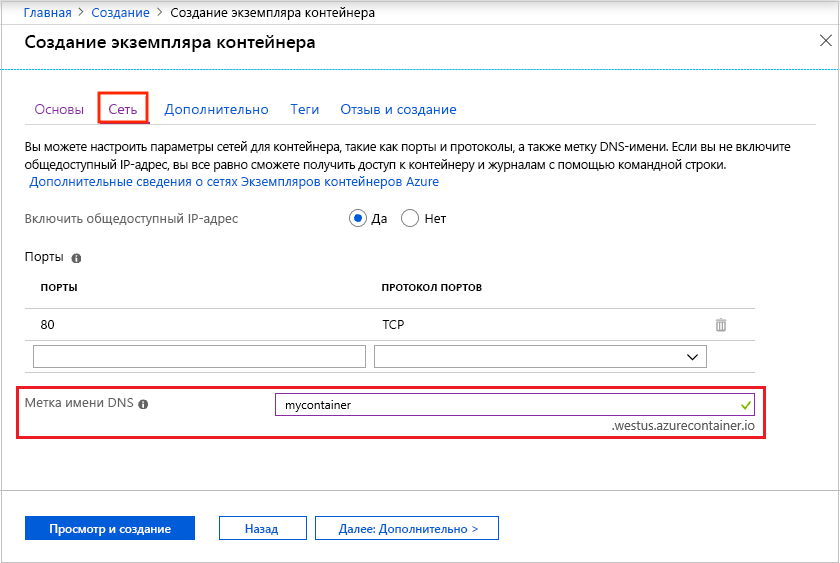 Главная > Создание > Создание экземпляра контейнера
Создание экземпляра контейнера
Основы Сеть Дополнительно Теги Отзыв и создание
Вы можете настроить параметры сетей для контейнера, такие как порты и протоколы, а также метку DNS-имени. Если вы не включите
общедоступный IP-адрес, вы все равно сможете получить доступ к контейнеру и журналам с помощью командной строки.
Дополнительные сведения о сетях Экземпляров контейнеров Azure
Включить общедоступный IP-адрес Да Нет
Порты
ПОРТЫ ПРОТОКОЛ ПОРТОВ
80 TCP
Метка имени DNS mycontainer
.westus.azurecontainer.io
Просмотр и создание Назад Далее: Дополнительно >